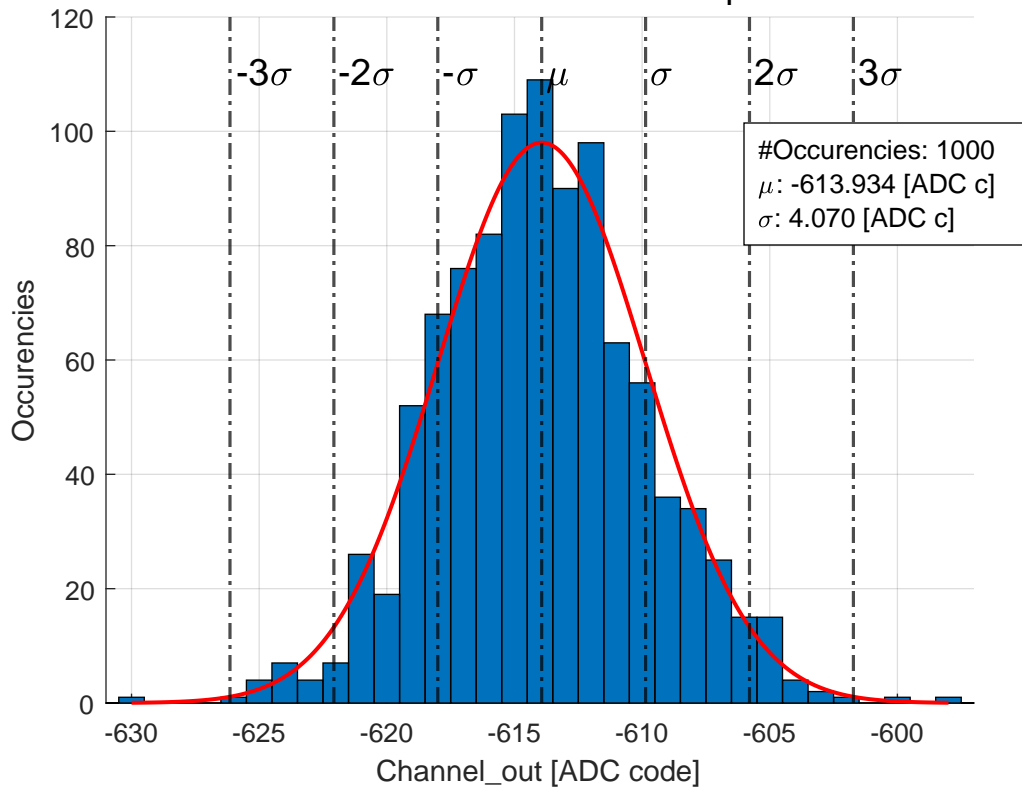 120
100
80
60
40
20
0
-3σ
-2σ
-σ
μ
σ
2σ
3σ
#Occurencies: 1000
μ: -613.934 [ADC c]
σ: 4.070 [ADC c]
Occurencies
-630
-625
-620
-615
-610
-605
-600
Channel_out [ADC code]